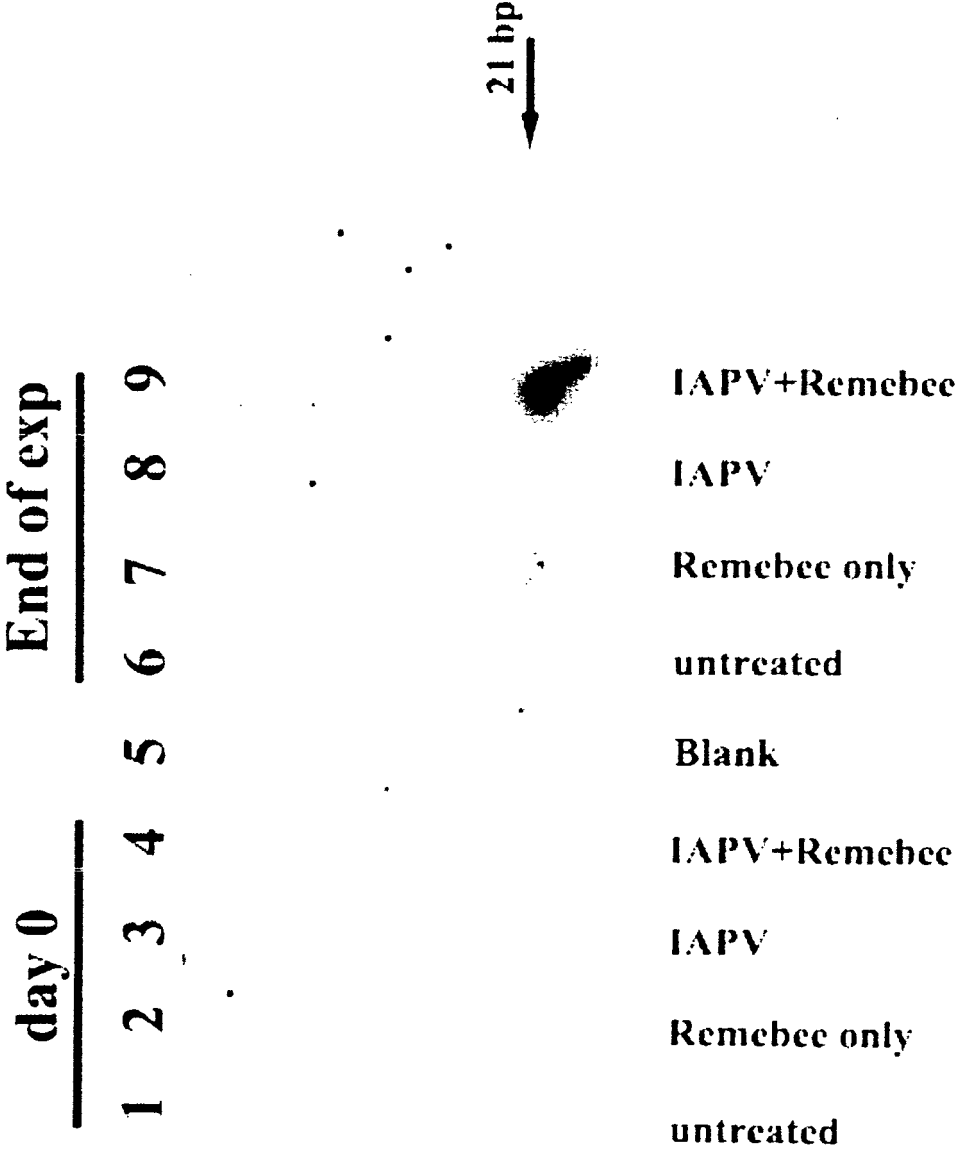 21 bp
End of exp
9 IAPV+Remebee
8 IAPV
7 Remebee only
6 untreated
5 Blank
day 0
4 IAPV+Remebee
3 IAPV
2 Remebee only
1 untreated